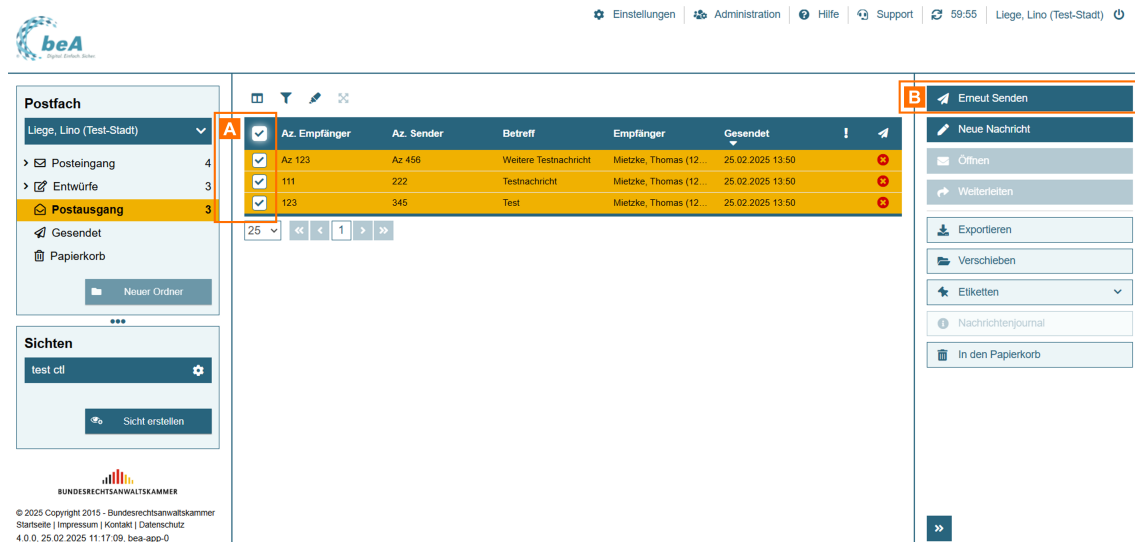 Einstellungen Administration Hilfe Support 59:55 Liege, Lino (Test-Stadt)
beA
Digital. Einfach. Sicher.
Postfach
Liege, Lino (Test-Stadt)
Posteingang 4
Entwürfe 3
Postausgang 3
Gesendet
Papierkorb
Neuer Ordner
Sichten
test ctl
Sicht erstellen
BUNDESRECHTSANWALTSKAMMER
© 2025 Copyright 2015 - Bundesrechtsanwaltskammer
Startseite | Impressum | Kontakt | Datenschutz
4.0.0, 25.02.2025 11:17:09, bea-app-0
A
Az. Empfänger Az. Sender Betreff Empfänger Gesendet !
Az 123 Az 456 Weitere Testnachricht Mietzke, Thomas (12... 25.02.2025 13:50
111 222 Testnachricht Mietzke, Thomas (12... 25.02.2025 13:50
123 345 Test Mietzke, Thomas (12... 25.02.2025 13:50
25 « < 1 > »
B
Erneut Senden
Neue Nachricht
Öffnen
Weiterleiten
Exportieren
Verschieben
Etiketten
Nachrichtenjournal
In den Papierkorb
»